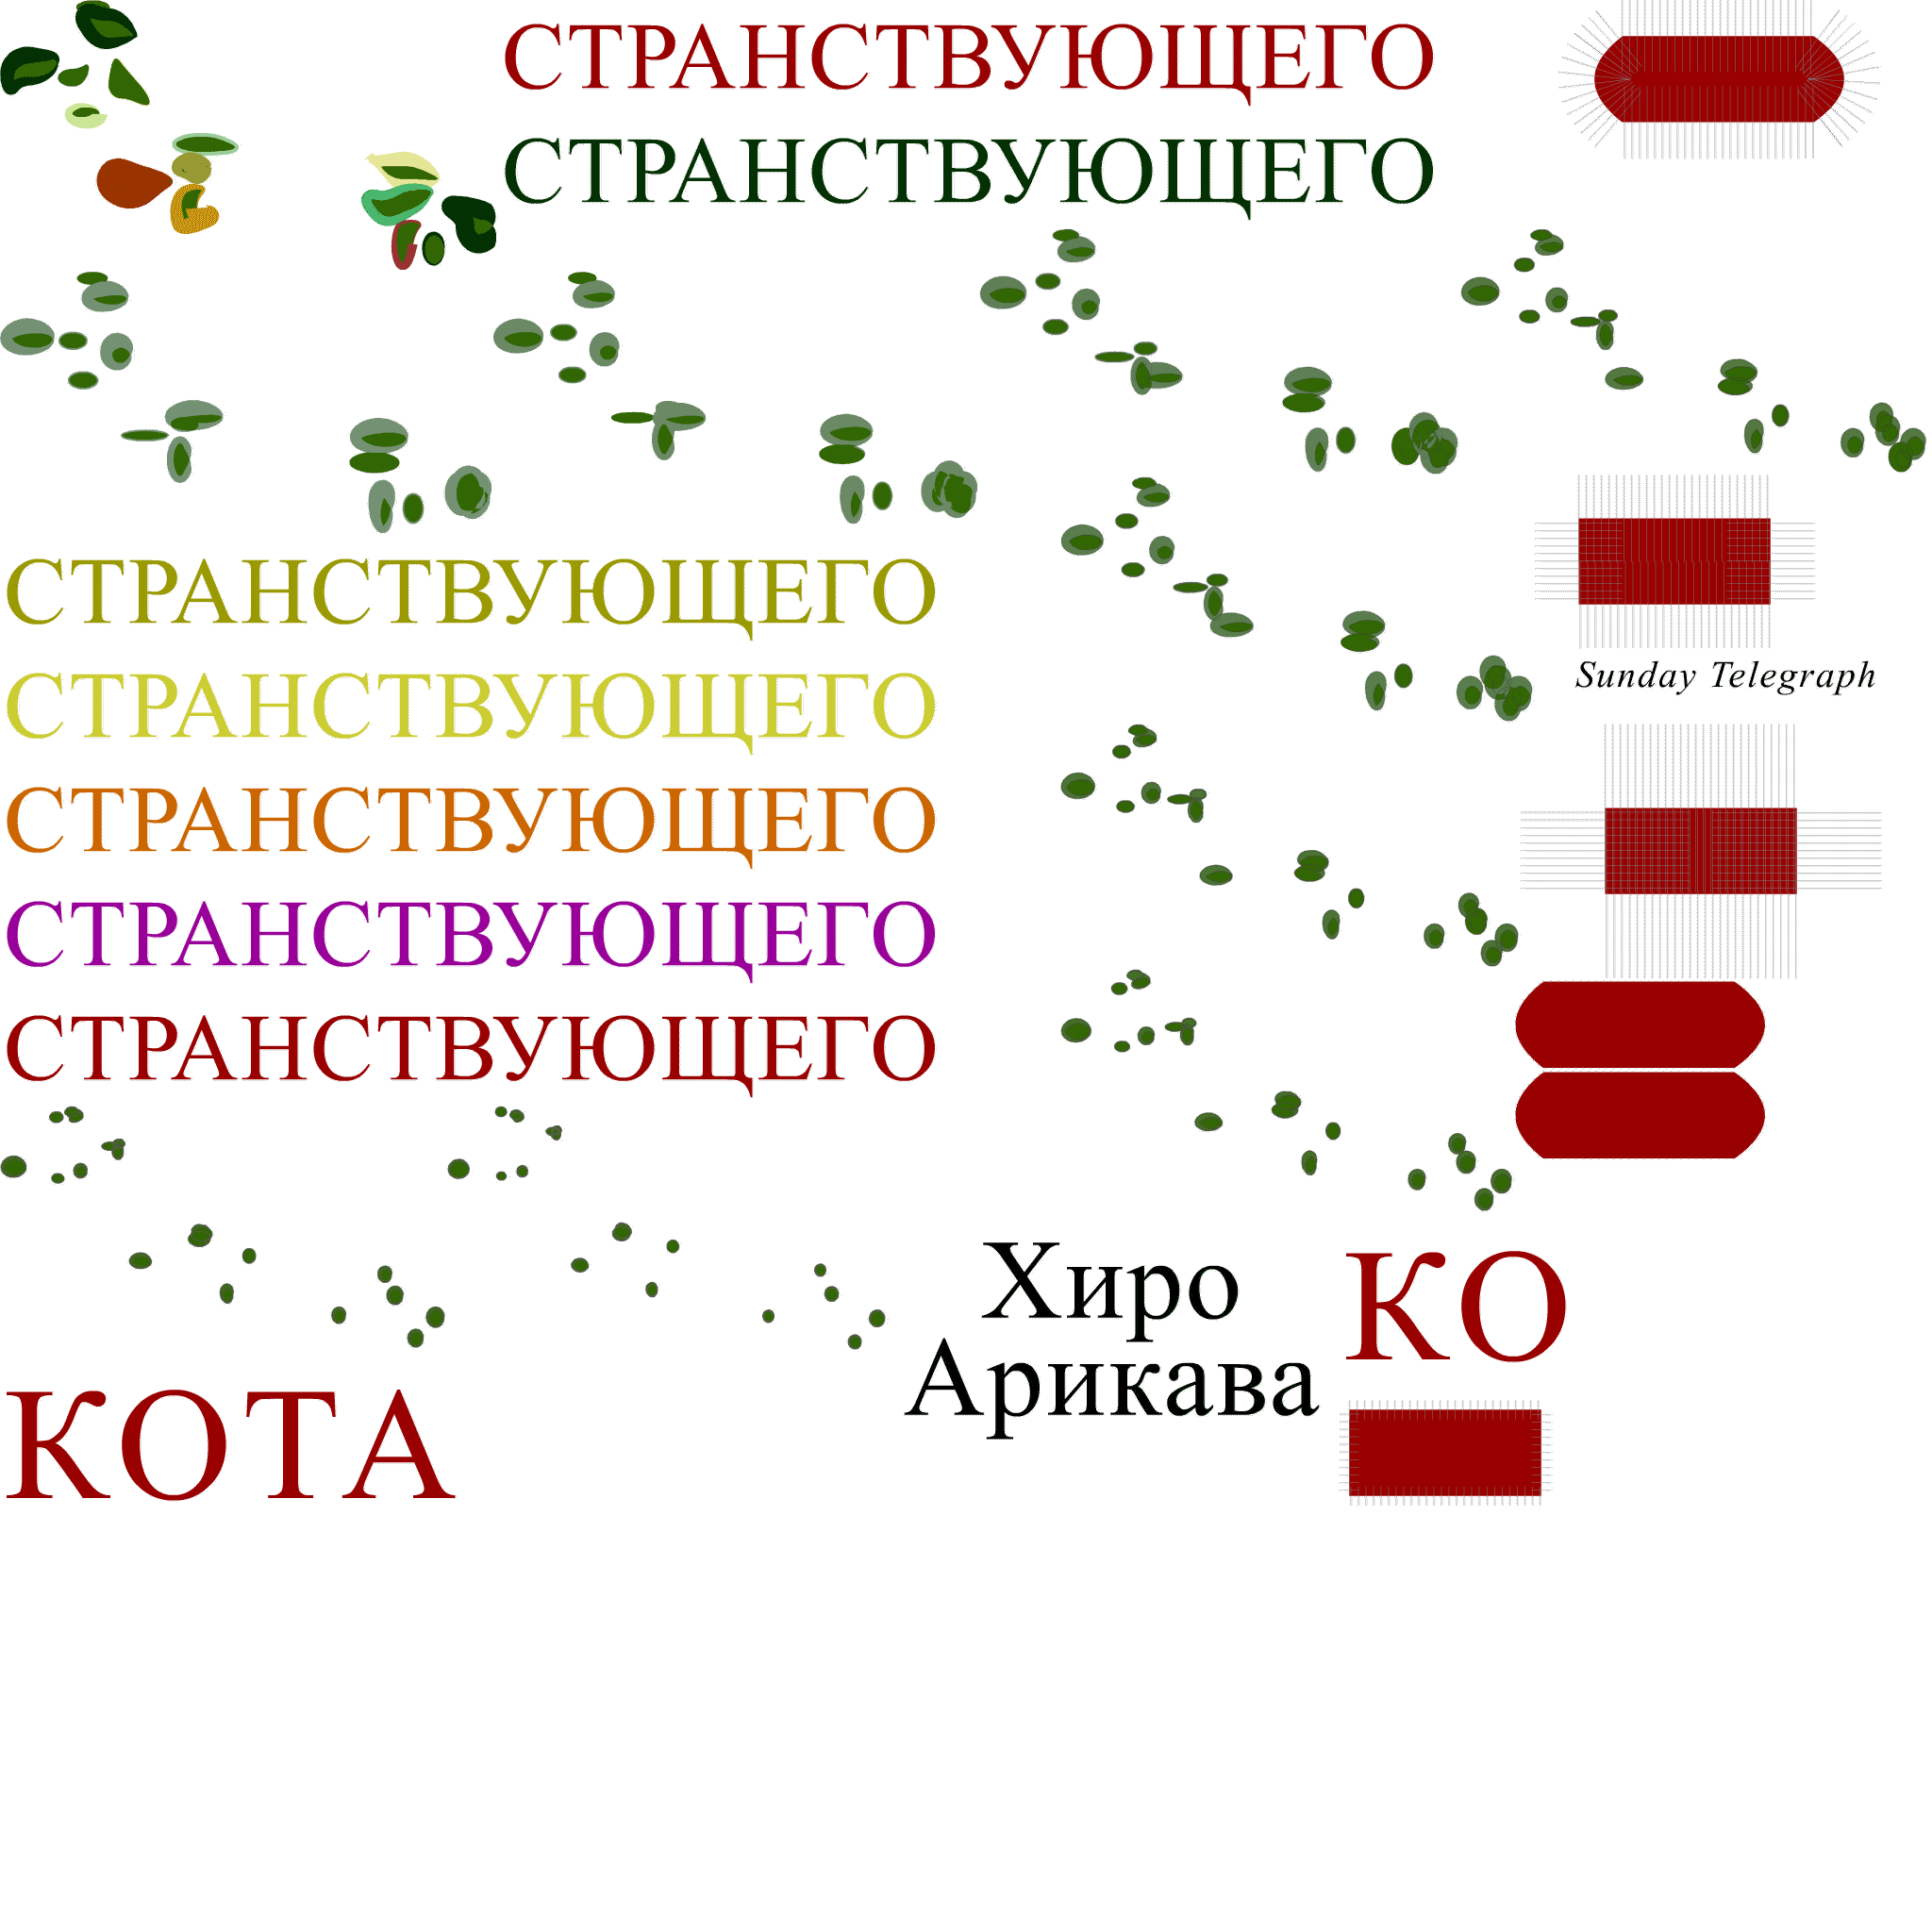 СТРАНСТВУЮЩЕГО
СТРАНСТВУЮЩЕГО
СТРАНСТВУЮЩЕГО
Sunday Telegraph
СТРАНСТВУЮЩЕГО
СТРАНСТВУЮЩЕГО
СТРАНСТВУЮЩЕГО
СТРАНСТВУЮЩЕГО
Хиро
Арикава
КО
КОТА